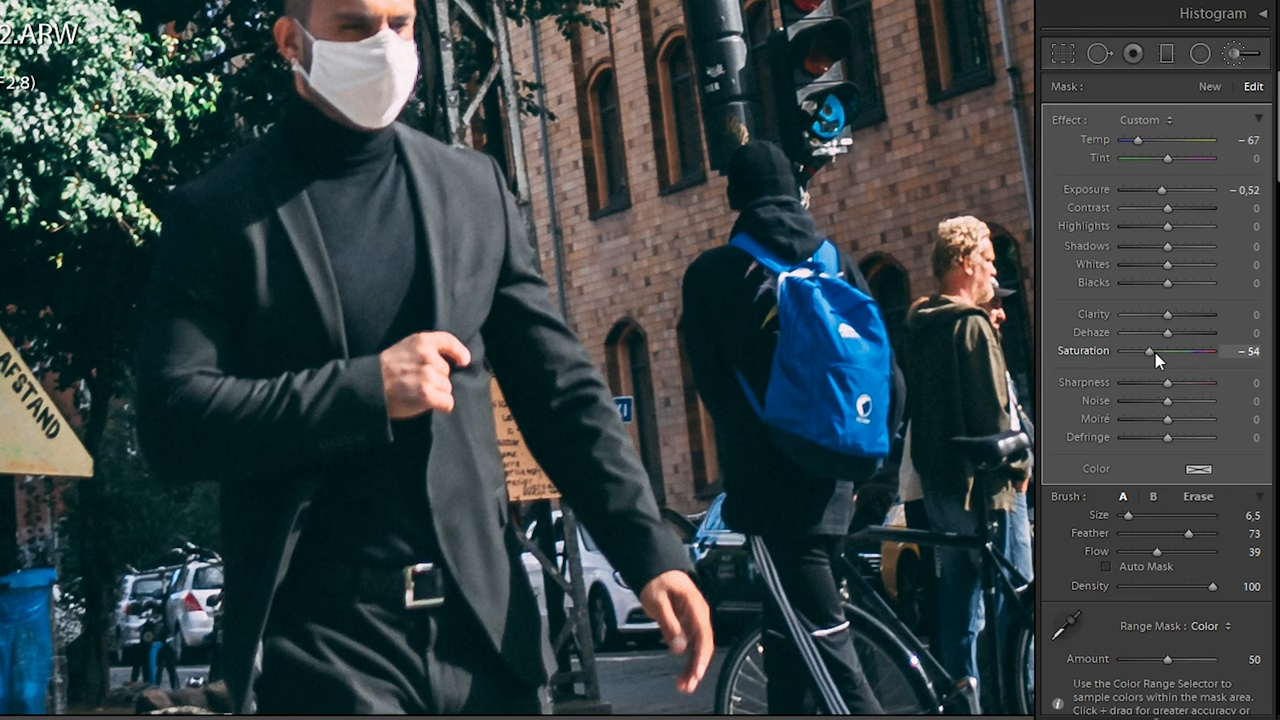 2.ARW
F2.8)
AFSTAND
Histogram
Mask : New Edit
Effect : Custom
Temp − 67
Tint 0
Exposure − 0,52
Contrast 0
Highlights 0
Shadows 0
Whites 0
Blacks 0
Clarity 0
Dehaze 0
Saturation − 54
Sharpness 0
Noise 0
Moiré 0
Defringe 0
Color
Brush : A B Erase
Size 6,5
Feather 73
Flow 39
Auto Mask
Density 100
Range Mask : Color
Amount 50
Use the Color Range Selector to
sample colors within the mask area.
Click + drag for greater accuracy or